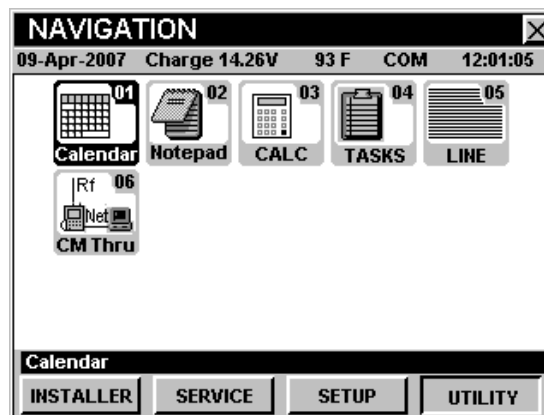 NAVIGATION
09-Apr-2007 Charge 14.26V 93 F COM 12:01:05
01 02 03 04 05
Calendar Notepad CALC TASKS LINE
Rf 06
Net
CM Thru
Calendar
INSTALLER SERVICE SETUP UTILITY